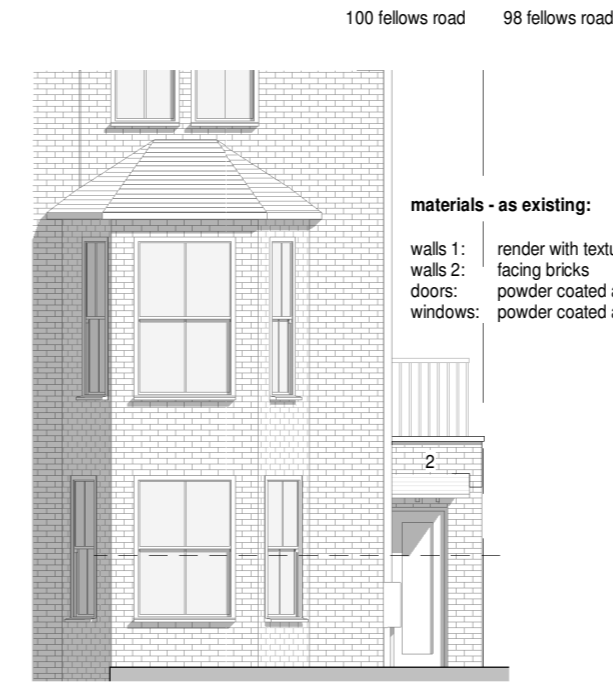 100 fellows road 98 fellows road
materials - as existing:
walls 1: render with textu
walls 2: facing bricks
doors: powder coated a
windows: powder coated a
2